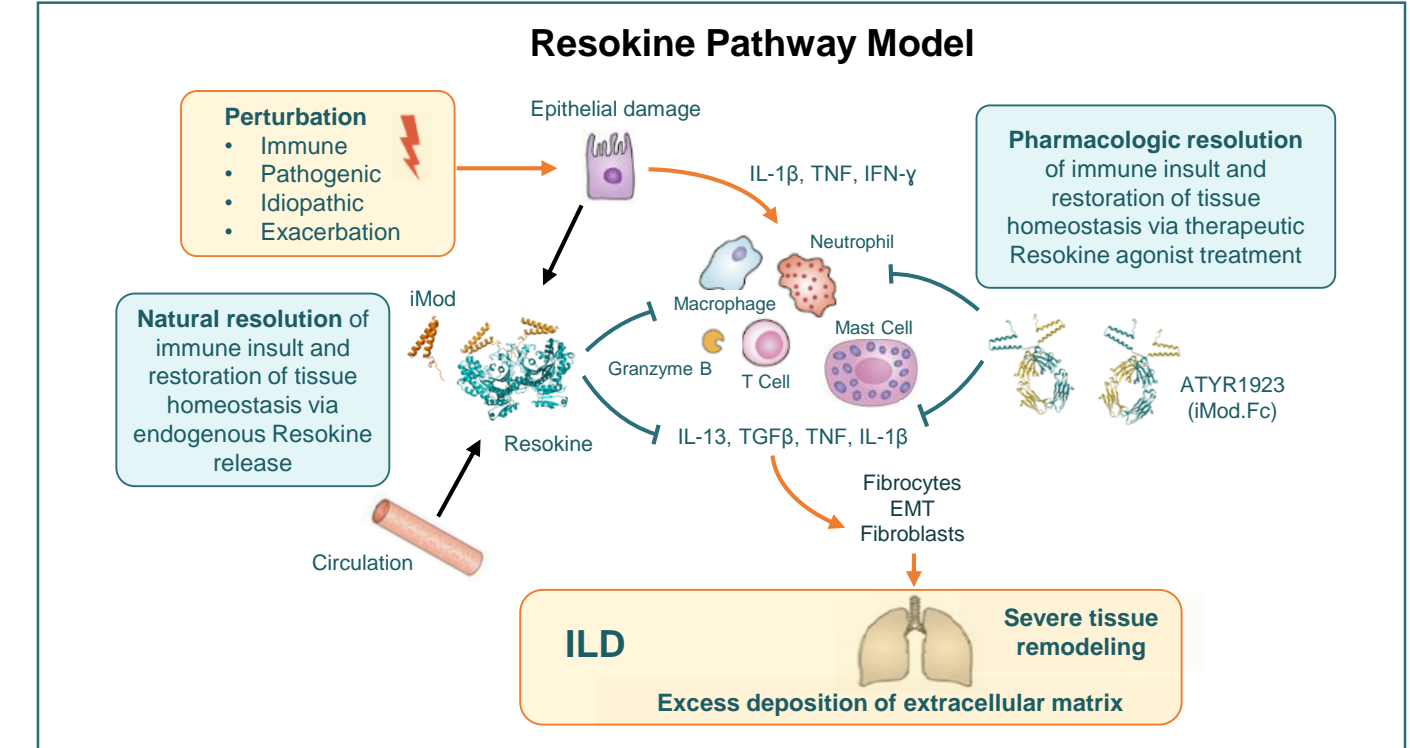 Resokine Pathway Model
Perturbation
• Immune
• Pathogenic
• Idiopathic
• Exacerbation
Epithelial damage
IL-1β, TNF, IFN-ɣ
Pharmacologic resolution
of immune insult and
restoration of tissue
homeostasis via therapeutic
Resokine agonist treatment
Neutrophil
Macrophage
Mast Cell
Granzyme B
T Cell
iMod
Natural resolution of
immune insult and
restoration of tissue
homeostasis via
endogenous Resokine
release
Resokine
ATYR1923
(iMod.Fc)
IL-13, TGFβ, TNF, IL-1β
Circulation
Fibrocytes
EMT
Fibroblasts
ILD
Severe tissue
remodeling
Excess deposition of extracellular matrix